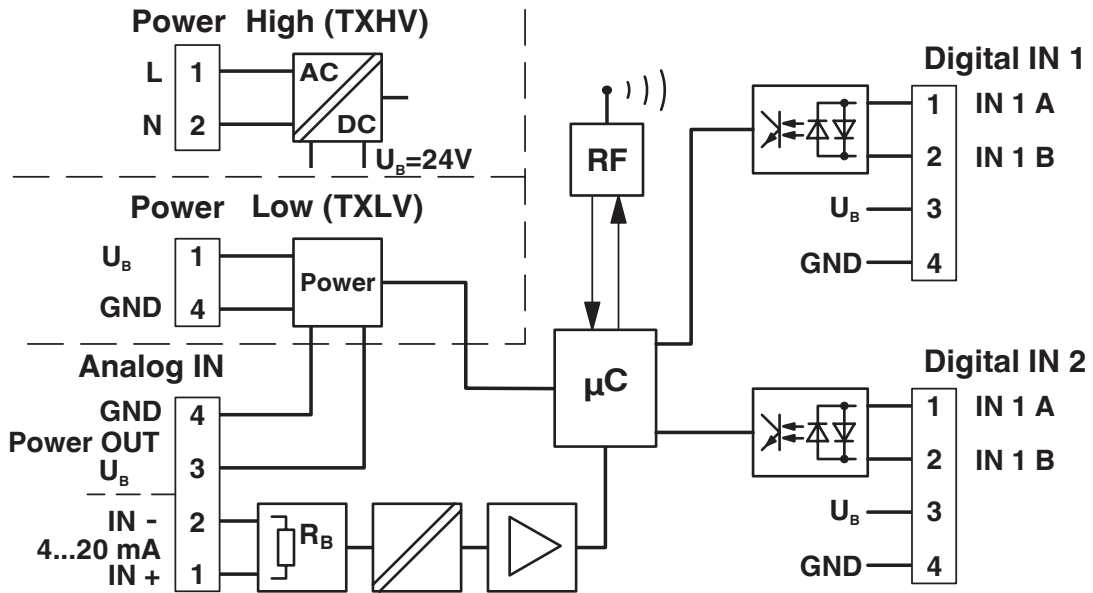 Power High (TXHV)
L 1
N 2
AC
DC
U_B=24V
Power Low (TXLV)
U_B 1
GND 4
Power
Analog IN
GND 4
Power OUT
U_B 3
IN - 2
4...20 mA
IN + 1
R_B
RF
µC
Digital IN 1
1 IN 1 A
2 IN 1 B
U_B 3
GND 4
Digital IN 2
1 IN 1 A
2 IN 1 B
U_B 3
GND 4